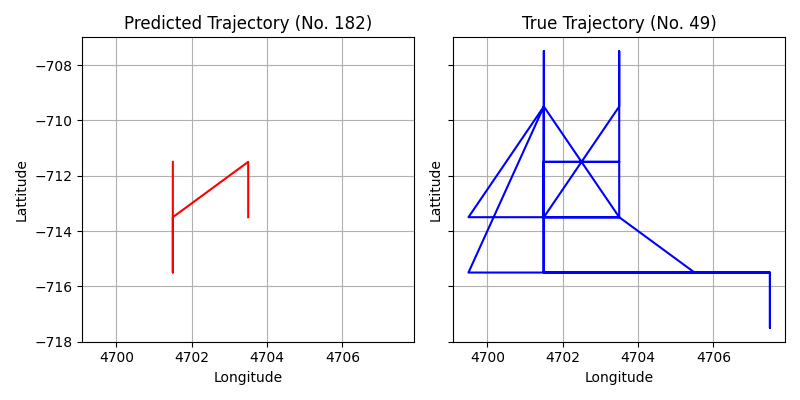 Predicted Trajectory (No. 182)
True Trajectory (No. 49)
Lattitude
−708
−710
−712
−714
−716
−718
4700
4702
4704
4706
Longitude
Lattitude
4700
4702
4704
4706
Longitude